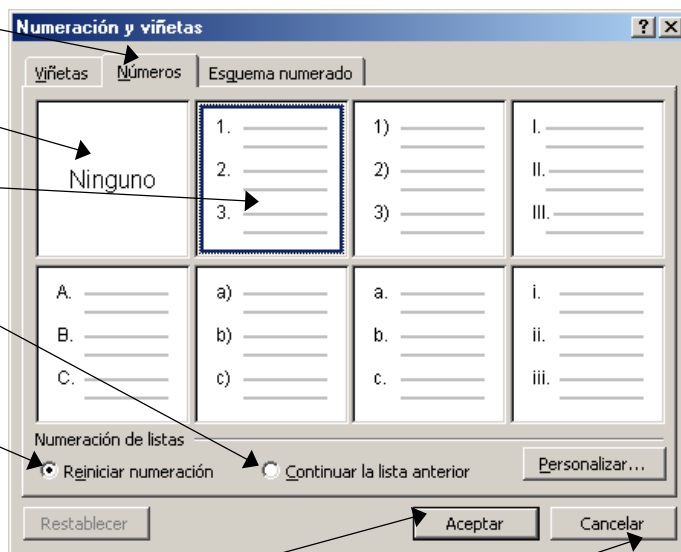 Numeración y viñetas
Viñetas Números Esquema numerado
Ninguno
1.
2.
3.
1)
2)
3)
I.
II.
III.
A.
B.
C.
a)
b)
c)
a.
b.
c.
i.
ii.
iii.
Numeración de listas
Reiniciar numeración Continuar la lista anterior Personalizar...
Restablecer Aceptar Cancelar